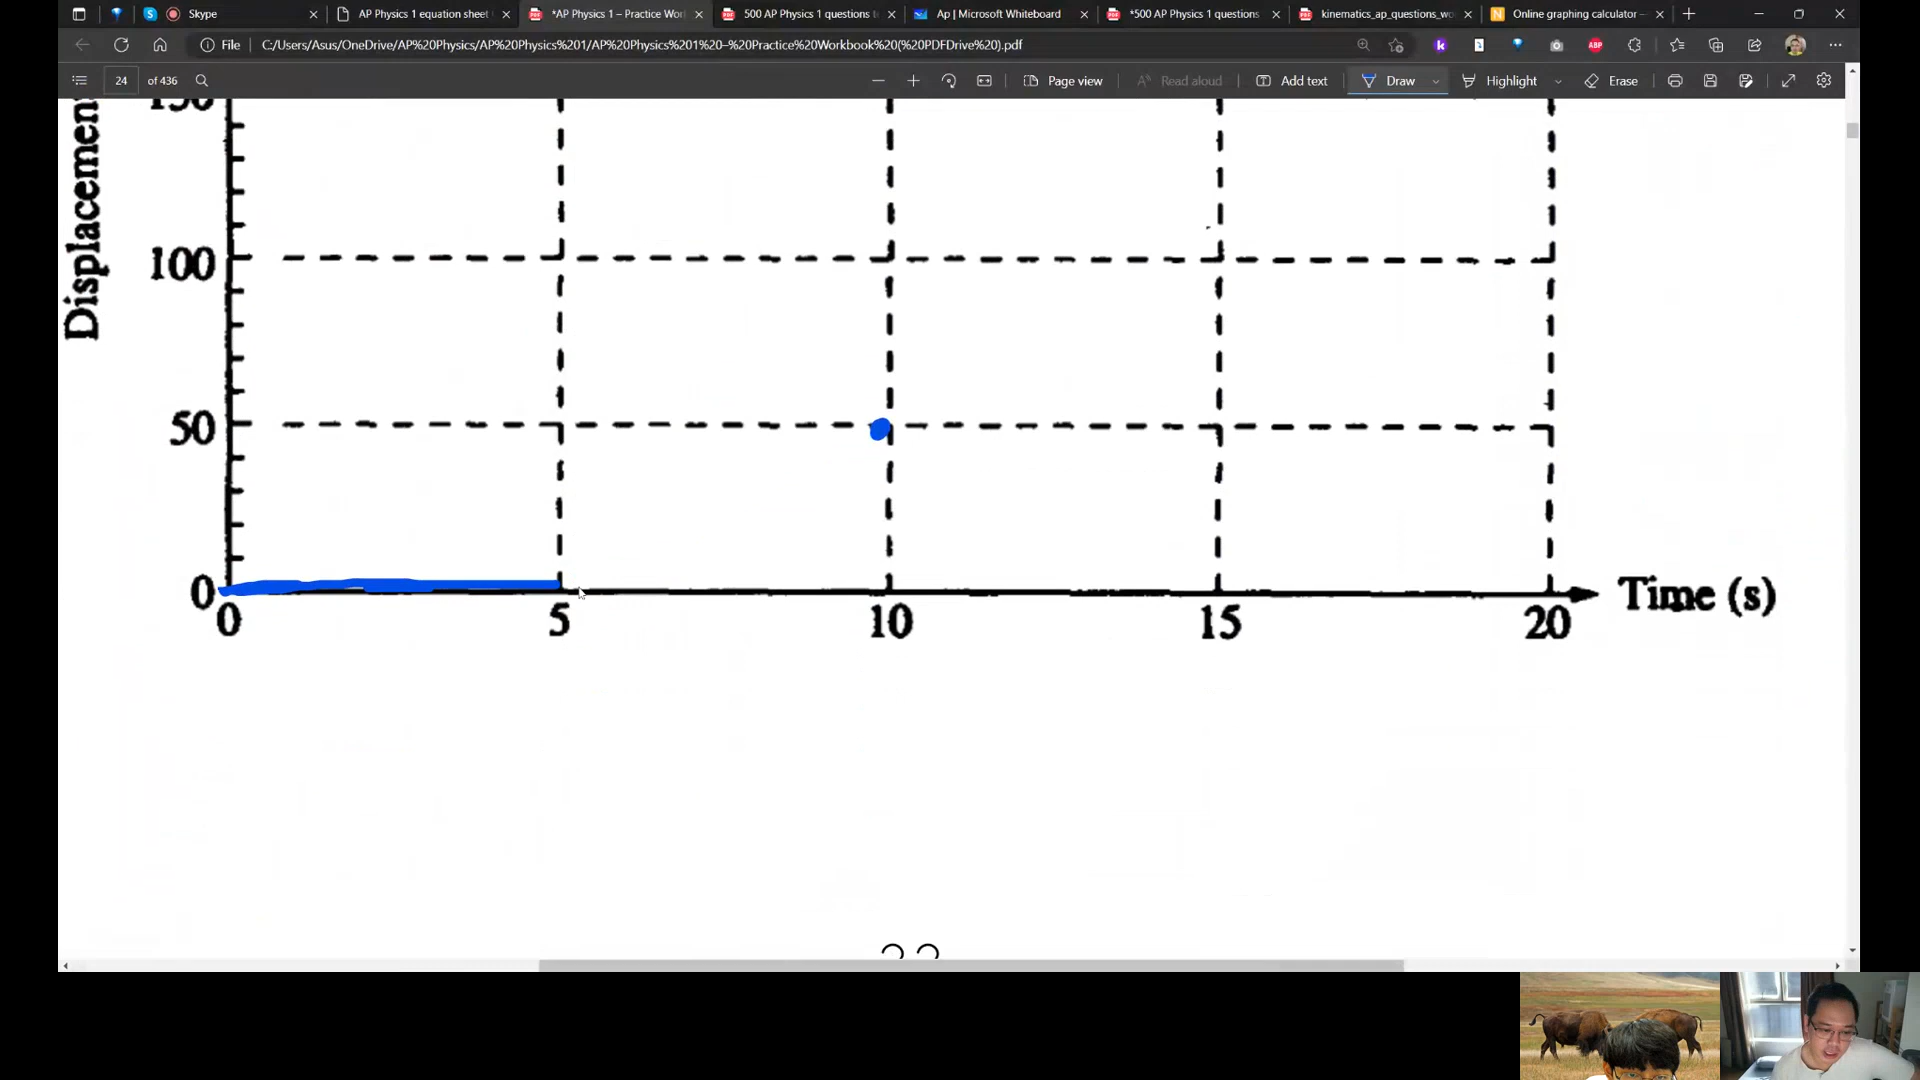 Skype
AP Physics 1 equation sheet
*AP Physics 1 – Practice Wor
500 AP Physics 1 questions t
Ap | Microsoft Whiteboard
*500 AP Physics 1 questions
kinematics_ap_questions_wo
Online graphing calculator –
File
C:/Users/Asus/OneDrive/AP%20Physics/AP%20Physics%201/AP%20Physics%201%20–%20Practice%20Workbook%20(%20PDFDrive%20).pdf
ABP
24 of 436
Page view
Read aloud
Add text
Draw
Highlight
Erase
Displacemen
150
100
50
0
0 5 10 15 20
Time (s)